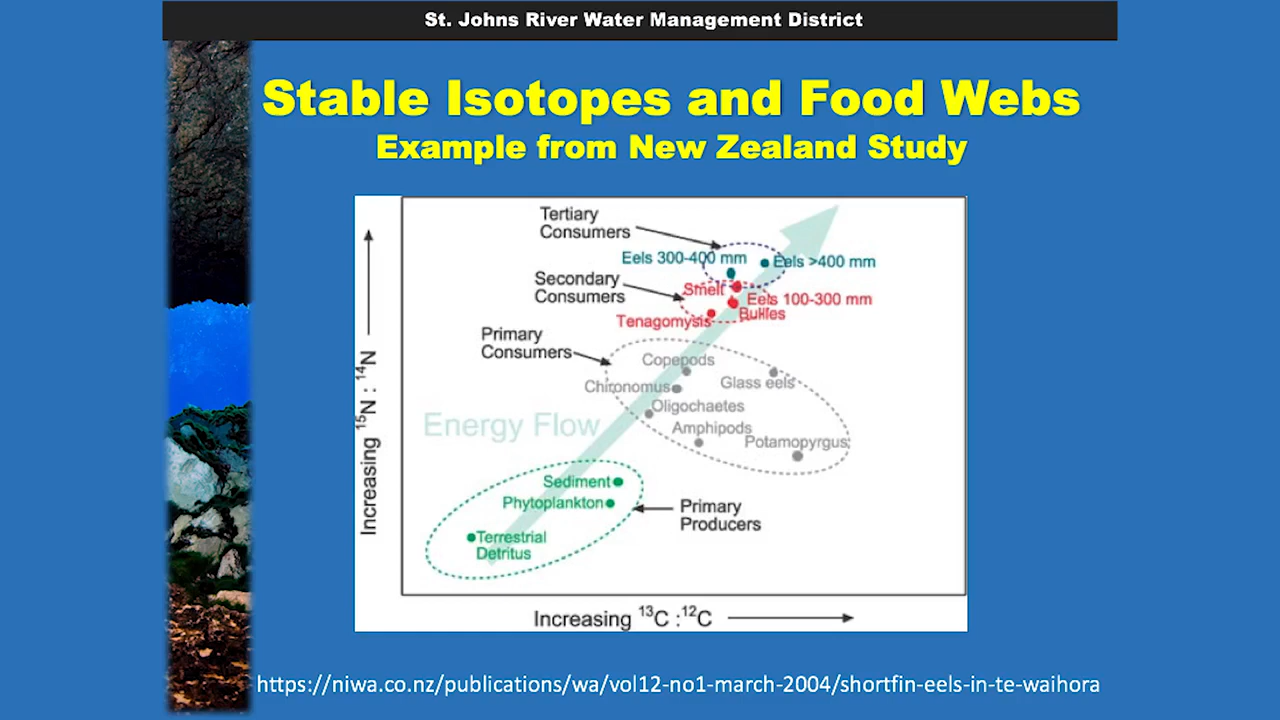 St. Johns River Water Management District
Stable Isotopes and Food Webs
Example from New Zealand Study
Tertiary
Consumers
Eels 300-400 mm
Eels >400 mm
Secondary
Consumers
Smelt
Eels 100-300 mm
Bullies
Tenagomysis
Primary
Consumers
Copepods
Glass eels
Chironomus
Oligochaetes
Amphipods
Potamopyrgus
Energy Flow
Sediment
Phytoplankton
Primary
Producers
Terrestrial
Detritus
Increasing ¹⁵N : ¹⁴N
Increasing ¹³C :¹²C
https://niwa.co.nz/publications/wa/vol12-no1-march-2004/shortfin-eels-in-te-waihora